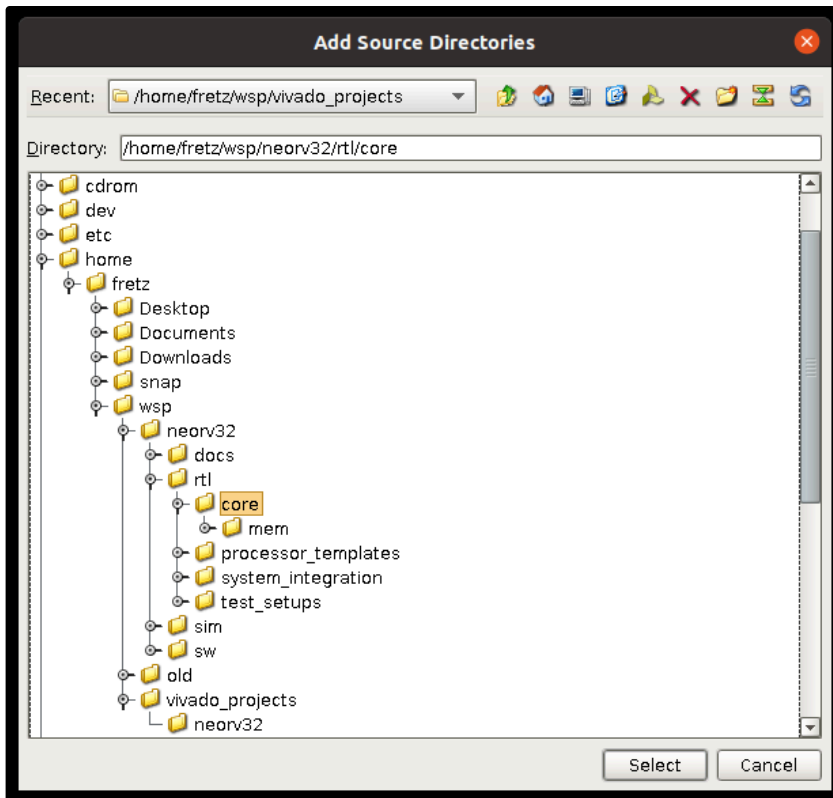 Add Source Directories
Recent: /home/fretz/wsp/vivado_projects
Directory: /home/fretz/wsp/neorv32/rtl/core
cdrom
dev
etc
home
fretz
Desktop
Documents
Downloads
snap
wsp
neorv32
docs
rtl
core
mem
processor_templates
system_integration
test_setups
sim
sw
old
vivado_projects
neorv32
Select Cancel